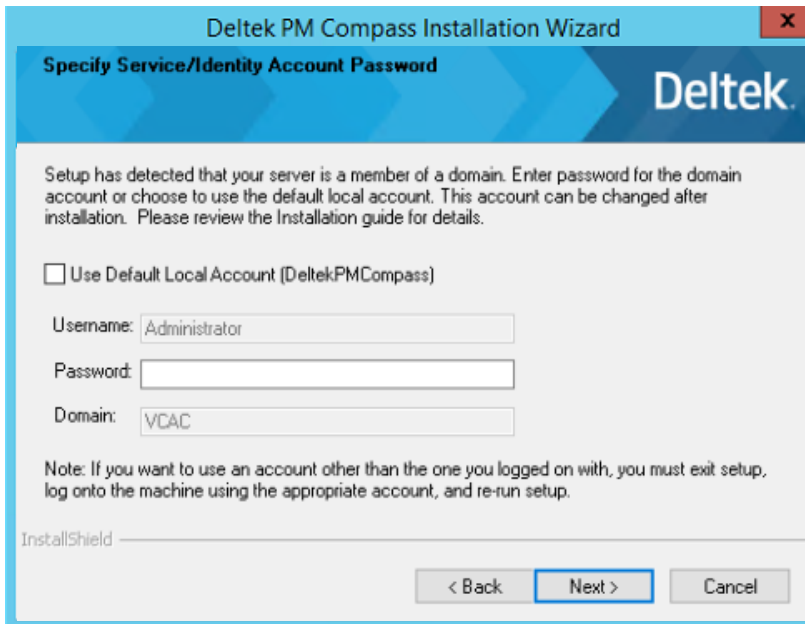 Deltek PM Compass Installation Wizard
x
Specify Service/Identity Account Password
Deltek.
Setup has detected that your server is a member of a domain. Enter password for the domain
account or choose to use the default local account. This account can be changed after
installation. Please review the Installation guide for details.
Use Default Local Account (DeltekPMCompass)
Username: Administrator
Password:
Domain: VCAC
Note: If you want to use an account other than the one you logged on with, you must exit setup,
log onto the machine using the appropriate account, and re-run setup.
InstallShield
< Back Next > Cancel